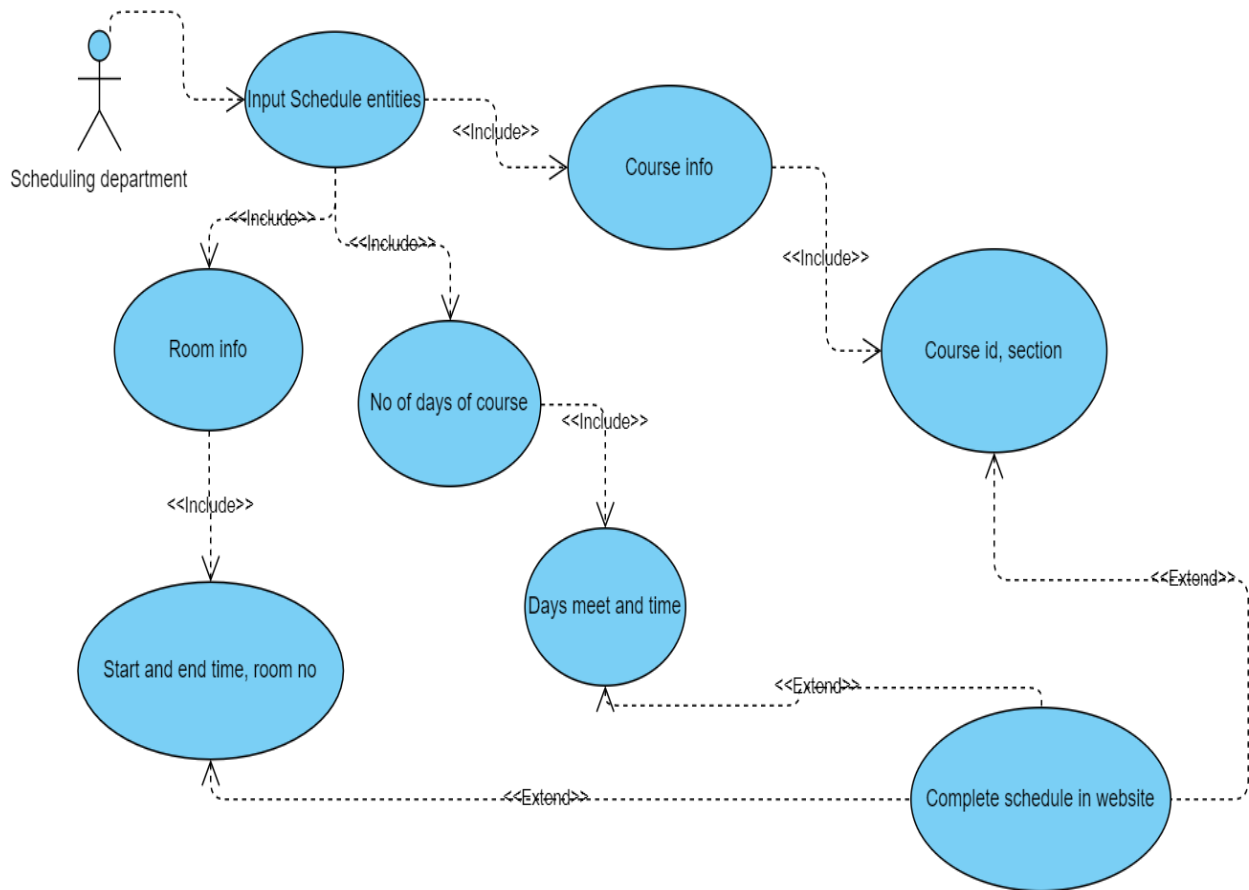 Input Schedule entities
<<Include>>
Course info
Scheduling department
<<Include>>
<<Include>>
<<Include>>
Room info
Course id, section
No of days of course
<<Include>>
<<Include>>
<<Extend>>
Days meet and time
Start and end time, room no
<<Extend>>
<<Extend>>
Complete schedule in website